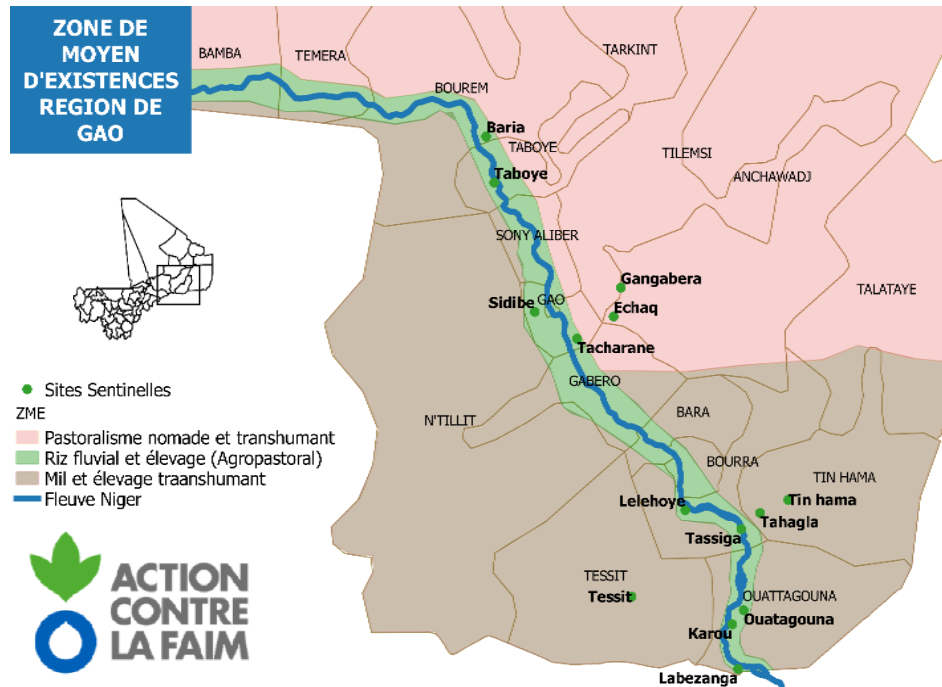 ZONE DE
MOYEN
D'EXISTENCES
REGION DE
GAO
BAMBA
TEMERA
TARKINT
BOUREM
Baria
TABOYE
TILEMSI
Taboye
ANCHAWADJ
SONY ALIBER
Gangabera
TALATAYE
Sidibe
GAO
Echaq
Tacharane
GABERO
Sites Sentinelles
ZME
Pastoralisme nomade et transhumant
Riz fluvial et élevage (Agropastoral)
Mil et élevage traanshumant
Fleuve Niger
N'TILLIT
BARA
BOURRA
TIN HAMA
Lelehoye
Tin hama
Tahagla
Tassiga
TESSIT
Tessit
OUATTAGOUNA
Ouatagouna
Karou
Labezanga
ACTION
CONTRE
LA FAIM